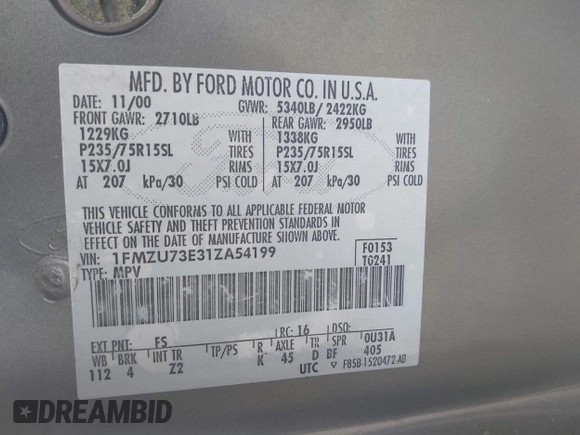 MFD. BY FORD MOTOR CO. IN U.S.A.
DATE: 11/00 GVWR: 5340LB/ 2422KG
FRONT GAWR: 2710LB REAR GAWR: 2950LB
1229KG WITH 1338KG WITH
P235/75R15SL TIRES P235/75R15SL TIRES
15X7.0J RIMS 15X7.0J RIMS
AT 207 kPa/30 PSI COLD AT 207 kPa/30 PSI COLD
THIS VEHICLE CONFORMS TO ALL APPLICABLE FEDERAL MOTOR
VEHICLE SAFETY AND THEFT PREVENTION STANDARDS
IN EFFECT ON THE DATE OF MANUFACTURE SHOWN ABOVE.
VIN: 1FMZU73E31ZA54199 F0153
TYPE: MPV TG241
EXT PNT: FS RC: 16 DSO:
WB BRK INT TR TP/PS R AXLE TR SPR 0U31A
112 4 Z2 K 45 D BF 405
UTC F85B-1520472-AB
DREAMBID